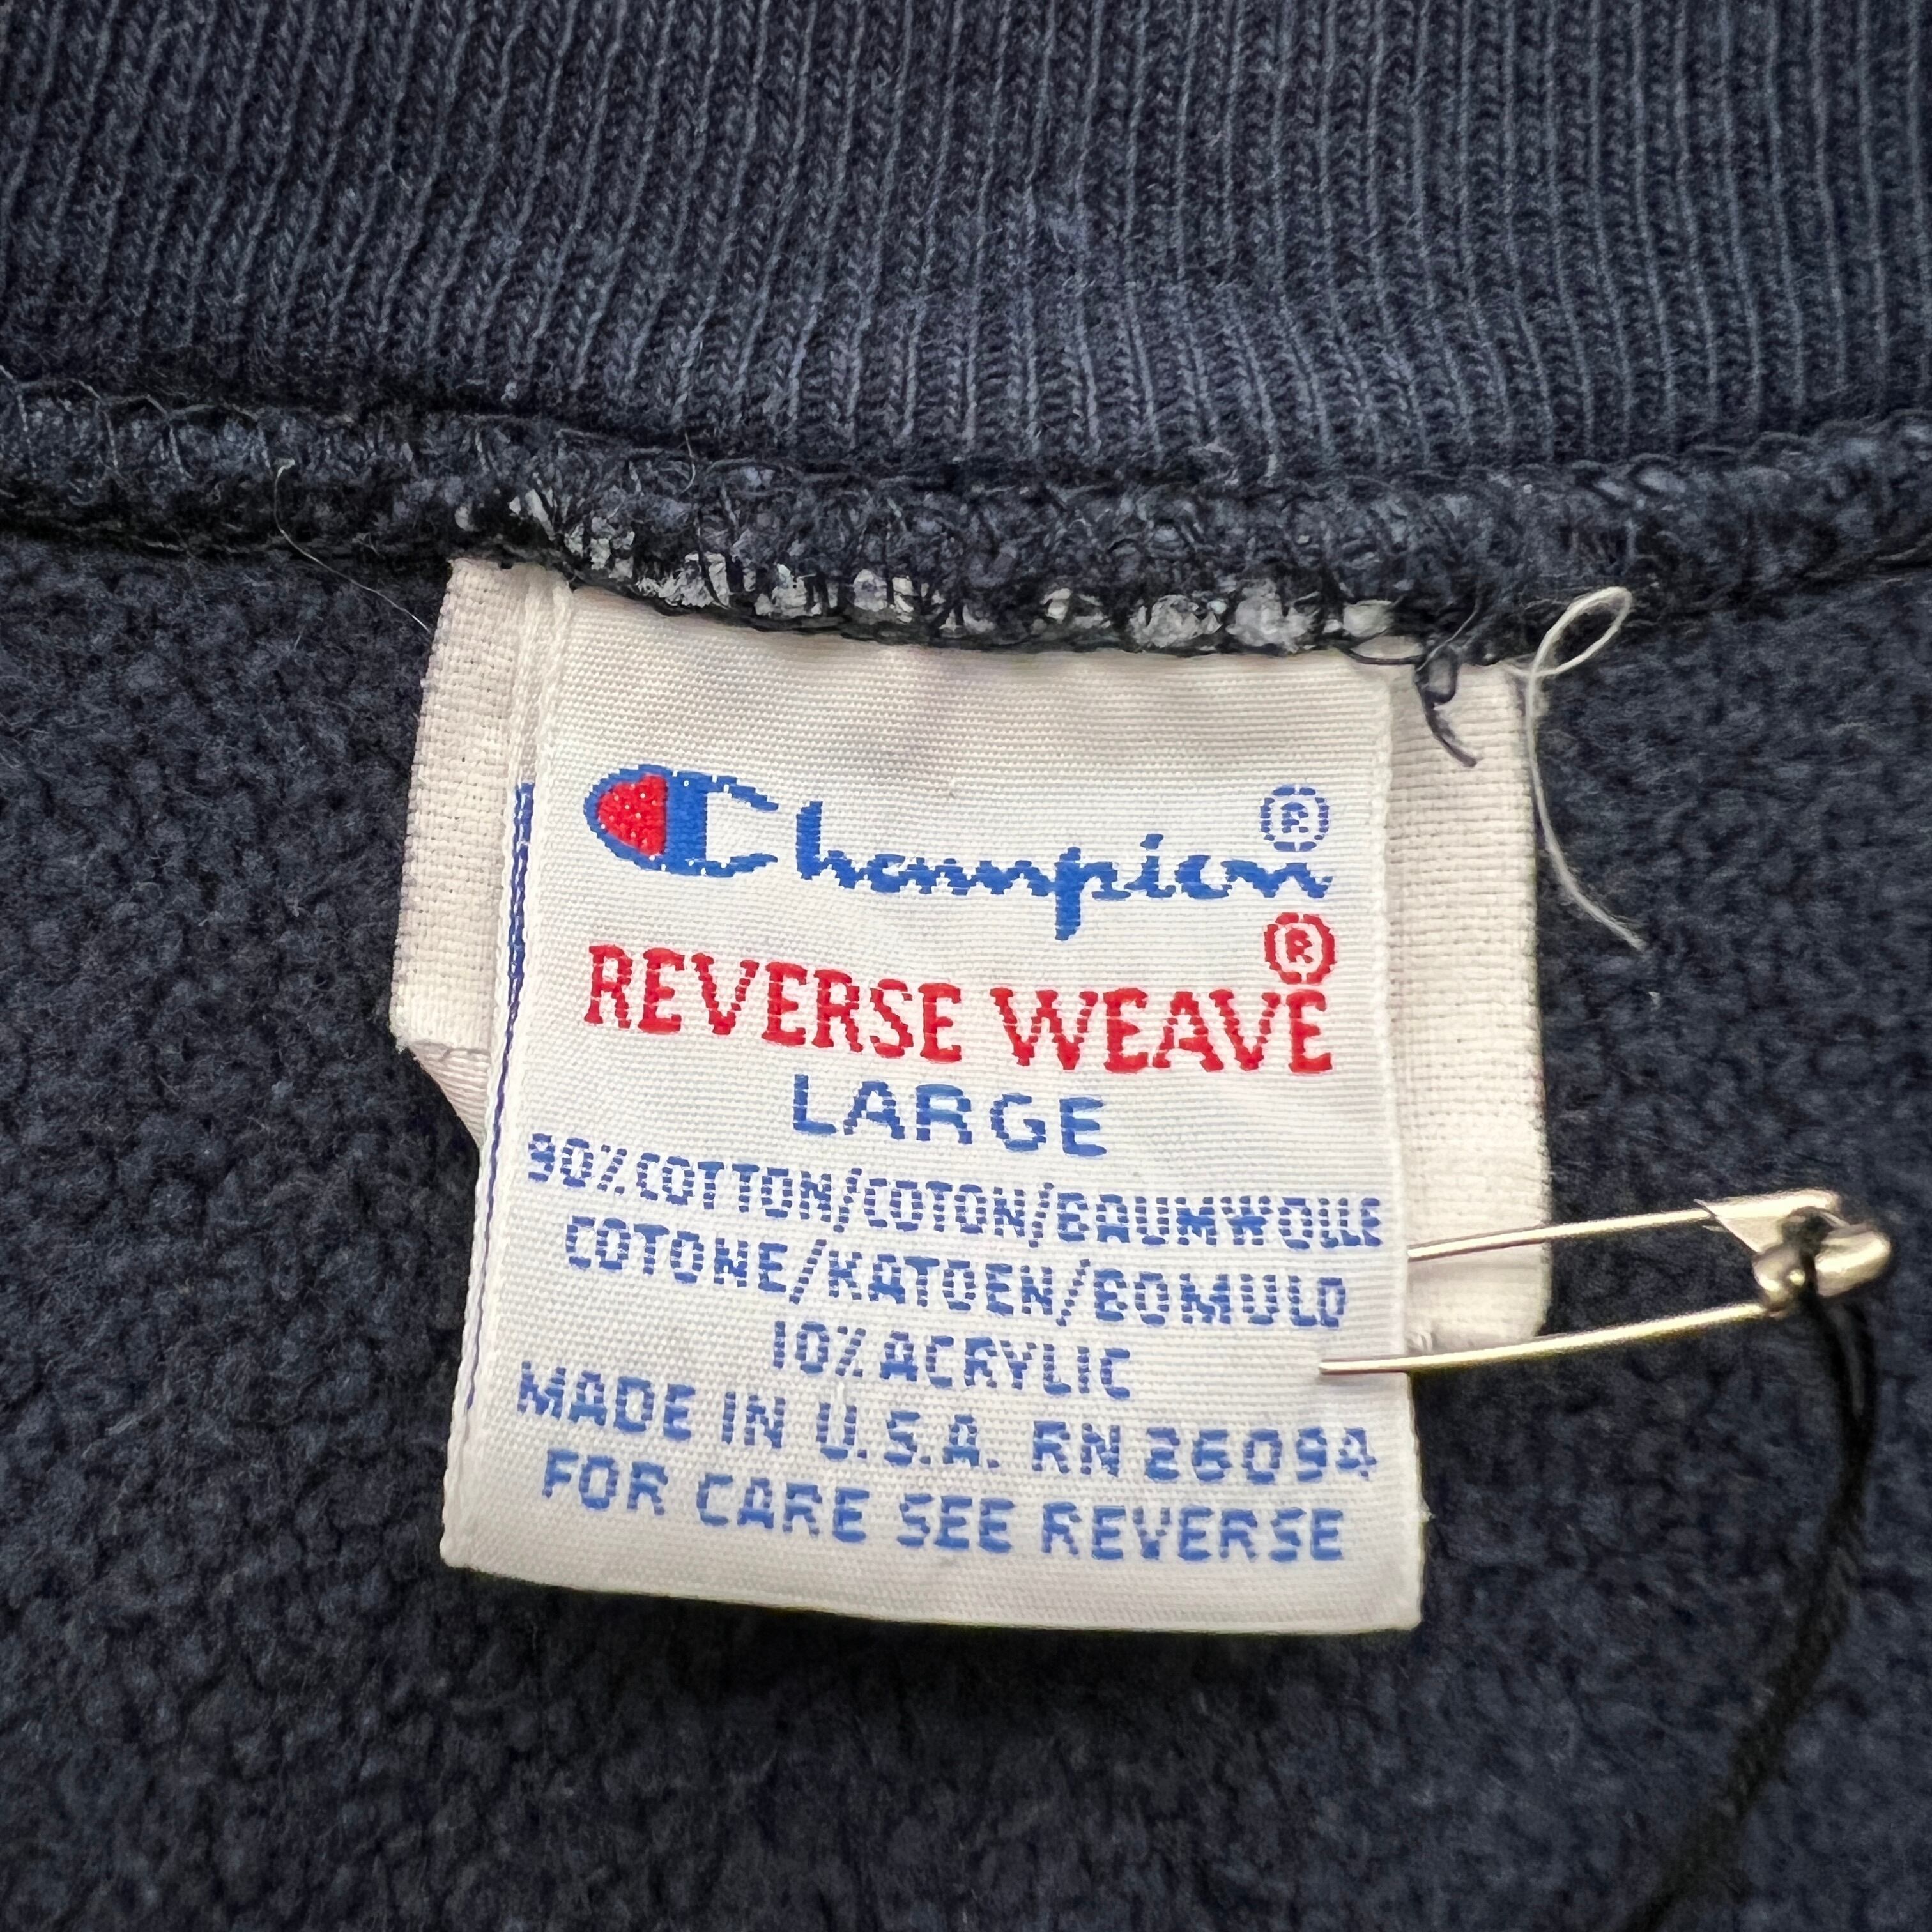 Champion®
REVERSE WEAVE®
LARGE
90% COTTON/COTON/BAUMWOLLE
COTONE/KATOEN/BOMULD
10% ACRYLIC
MADE IN U.S.A. RN 26094
FOR CARE SEE REVERSE